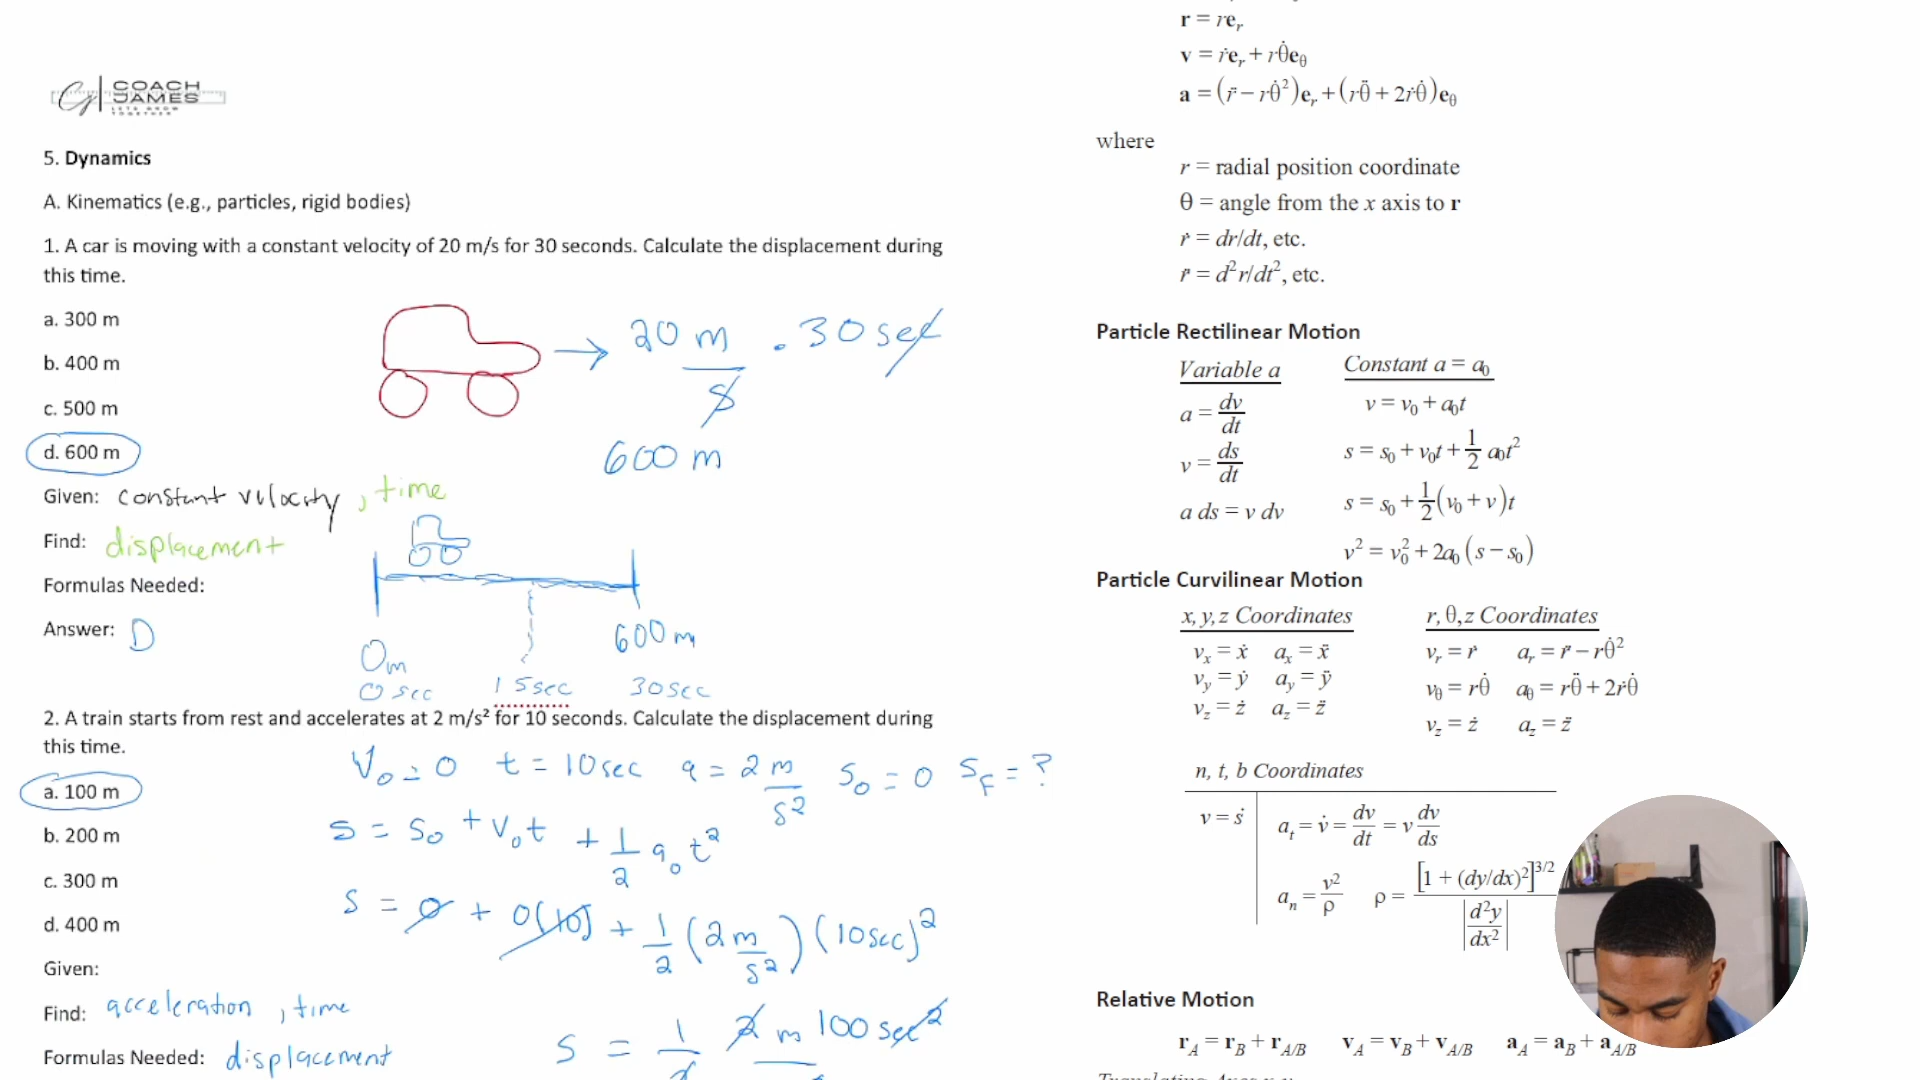 COACH
JAMES
LETS GROW
TOGETHER
5. Dynamics
A. Kinematics (e.g., particles, rigid bodies)
1. A car is moving with a constant velocity of 20 m/s for 30 seconds. Calculate the displacement during
this time.
a. 300 m
b. 400 m
c. 500 m
d. 600 m
→ 20 m/s · 30 sec
600 m
Given: constant velocity, time
Find: displacement
Formulas Needed:
Answer: D
0m 600 m
0 sec 15 sec 30 sec
2. A train starts from rest and accelerates at 2 m/s² for 10 seconds. Calculate the displacement during
this time.
V₀ = 0 t = 10 sec a = 2 m/s² S₀ = 0 S_F = ?
a. 100 m
b. 200 m
c. 300 m
d. 400 m
s = s₀ + v₀t + 1/2 a₀t²
s = 0 + 0(10) + 1/2 (2 m/s²)(10 sec)²
Given:
Find: acceleration, time
Formulas Needed: displacement
s = 1 2 m 100 sec²
r = re_r
v = ṙe_r + rθ̇e_θ
a = (r̈ − rθ̇²)e_r + (rθ̈ + 2ṙθ̇)e_θ
where
r = radial position coordinate
θ = angle from the x axis to r
ṙ = dr/dt, etc.
r̈ = d²r/dt², etc.
Particle Rectilinear Motion
Variable a Constant a = a₀
a = dv/dt v = v₀ + a₀t
v = ds/dt s = s₀ + v₀t + 1/2 a₀t²
a ds = v dv s = s₀ + 1/2 (v₀ + v)t
v² = v₀² + 2a₀(s − s₀)
Particle Curvilinear Motion
x, y, z Coordinates r, θ, z Coordinates
v_x = ẋ a_x = ẍ v_r = ṙ a_r = r̈ − rθ̇²
v_y = ẏ a_y = ÿ v_θ = rθ̇ a_θ = rθ̈ + 2ṙθ̇
v_z = ż a_z = z̈ v_z = ż a_z = z̈
n, t, b Coordinates
v = ṡ a_t = v̇ = dv/dt = v dv/ds
a_n = v²/ρ ρ = [1 + (dy/dx)²]^3/2 / |d²y/dx²|
Relative Motion
r_A = r_B + r_A/B v_A = v_B + v_A/B a_A = a_B + a_A/B